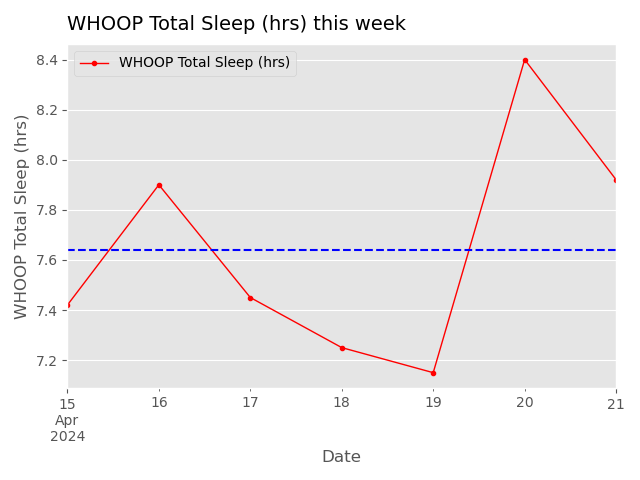 WHOOP Total Sleep (hrs) this week
WHOOP Total Sleep (hrs)
WHOOP Total Sleep (hrs)
8.4
8.2
8.0
7.8
7.6
7.4
7.2
15 16 17 18 19 20 21
Apr
2024
Date